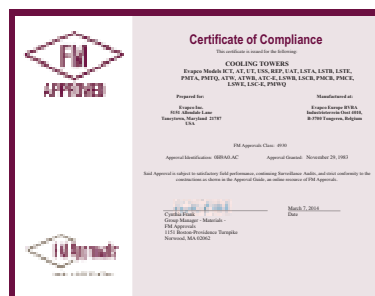 FM
APPROVED
Certificate of Compliance
This certificate is issued for the following:
COOLING TOWERS
Evapco Models ICT, AT, UT, USS, REP, UAT, LSTA, LSTB, LSTE,
PMTA, PMTQ, ATW, ATWB, ATC-E, LSWB, LRCB, PMCB, PMCE,
LSWE, LSC-E, PMWQ
Prepared for:
Manufactured at:
Evapco Inc.
5151 Allendale Lane
Taneytown, Maryland 21787
USA
Evapco Europe BVBA
Industrieterrein Oost 4010,
B-3700 Tongeren, Belgium
FM Approvals Class: 4930
Approval Identification: 0B9A0.AC
Approval Granted: November 29, 1983
Said Approval is subject to satisfactory field performance, continuing Surveillance Audits, and strict conformity to the
constructions as shown in the Approval Guide, an online resource of FM Approvals.
Cynthia Frank
Group Manager - Materials -
FM Approvals
1151 Boston-Providence Turnpike
Norwood, MA 02062
March 7, 2014
Date
FM Approvals